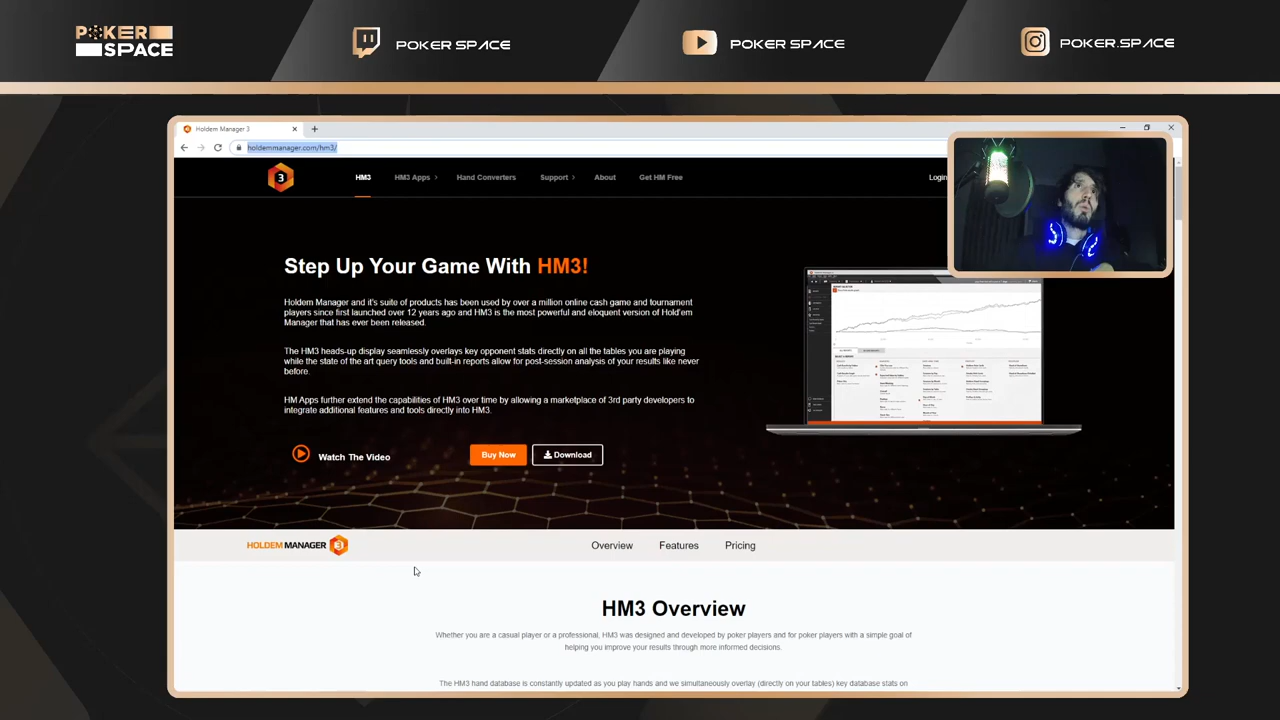 POKER
SPACE
POKER SPACE
POKER SPACE
POKER.SPACE
Holdem Manager 3
holdemmanager.com/hm3/
3
HM3
HM3 Apps
Hand Converters
Support
About
Get HM Free
Login
Step Up Your Game With HM3!
Holdem Manager and it's suite of products has been used by over a million online cash game and tournament
players since first launched over 12 years ago and HM3 is the most powerful and eloquent version of Hold'em
Manager that has ever been released.
The HM3 heads-up display seamlessly overlays key opponent stats directly on all the tables you are playing
while the state of the art query tools and built-in reports allow for post-session analysis of your results like never
before.
HM Apps further extend the capabilities of HM3 over time by allowing a marketplace of 3rd party developers to
integrate additional features and tools directly into HM3.
Watch The Video
Buy Now
Download
HOLDEM MANAGER 3
Overview
Features
Pricing
HM3 Overview
Whether you are a casual player or a professional, HM3 was designed and developed by poker players and for poker players with a simple goal of
helping you improve your results through more informed decisions.
The HM3 hand database is constantly updated as you play hands and we simultaneously overlay (directly on your tables) key database stats on